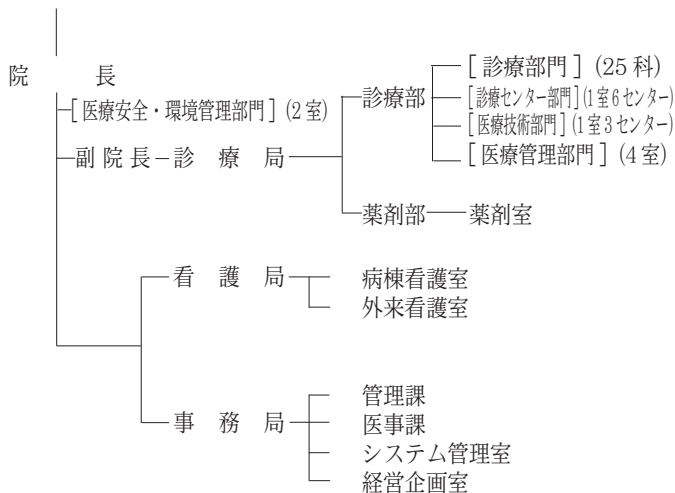 院　長
[医療安全・環境管理部門](2室)
副院長－診療局
診療部
[診療部門](25科)
[診療センター部門](1室6センター)
[医療技術部門](1室3センター)
[医療管理部門](4室)
薬剤部
薬剤室
看護局
病棟看護室
外来看護室
事務局
管理課
医事課
システム管理室
経営企画室